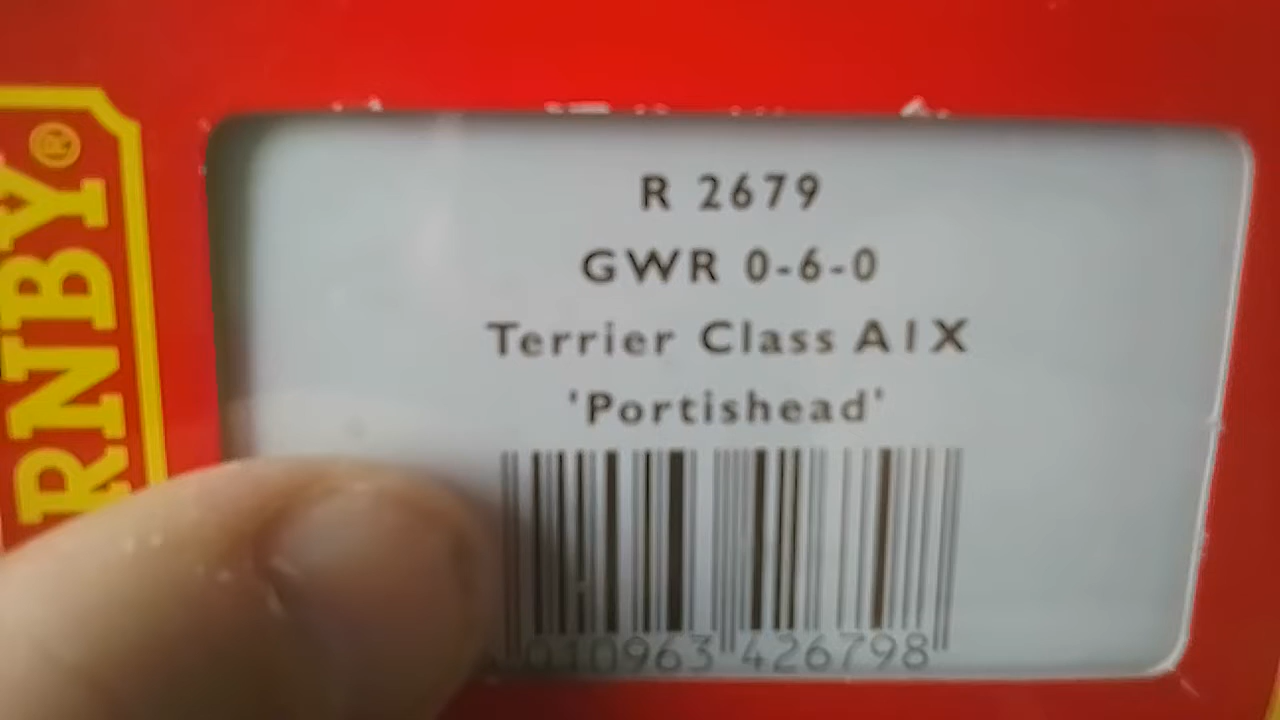 RNBY®
R 2679
GWR 0-6-0
Terrier Class A1X
'Portishead'
010963 426798